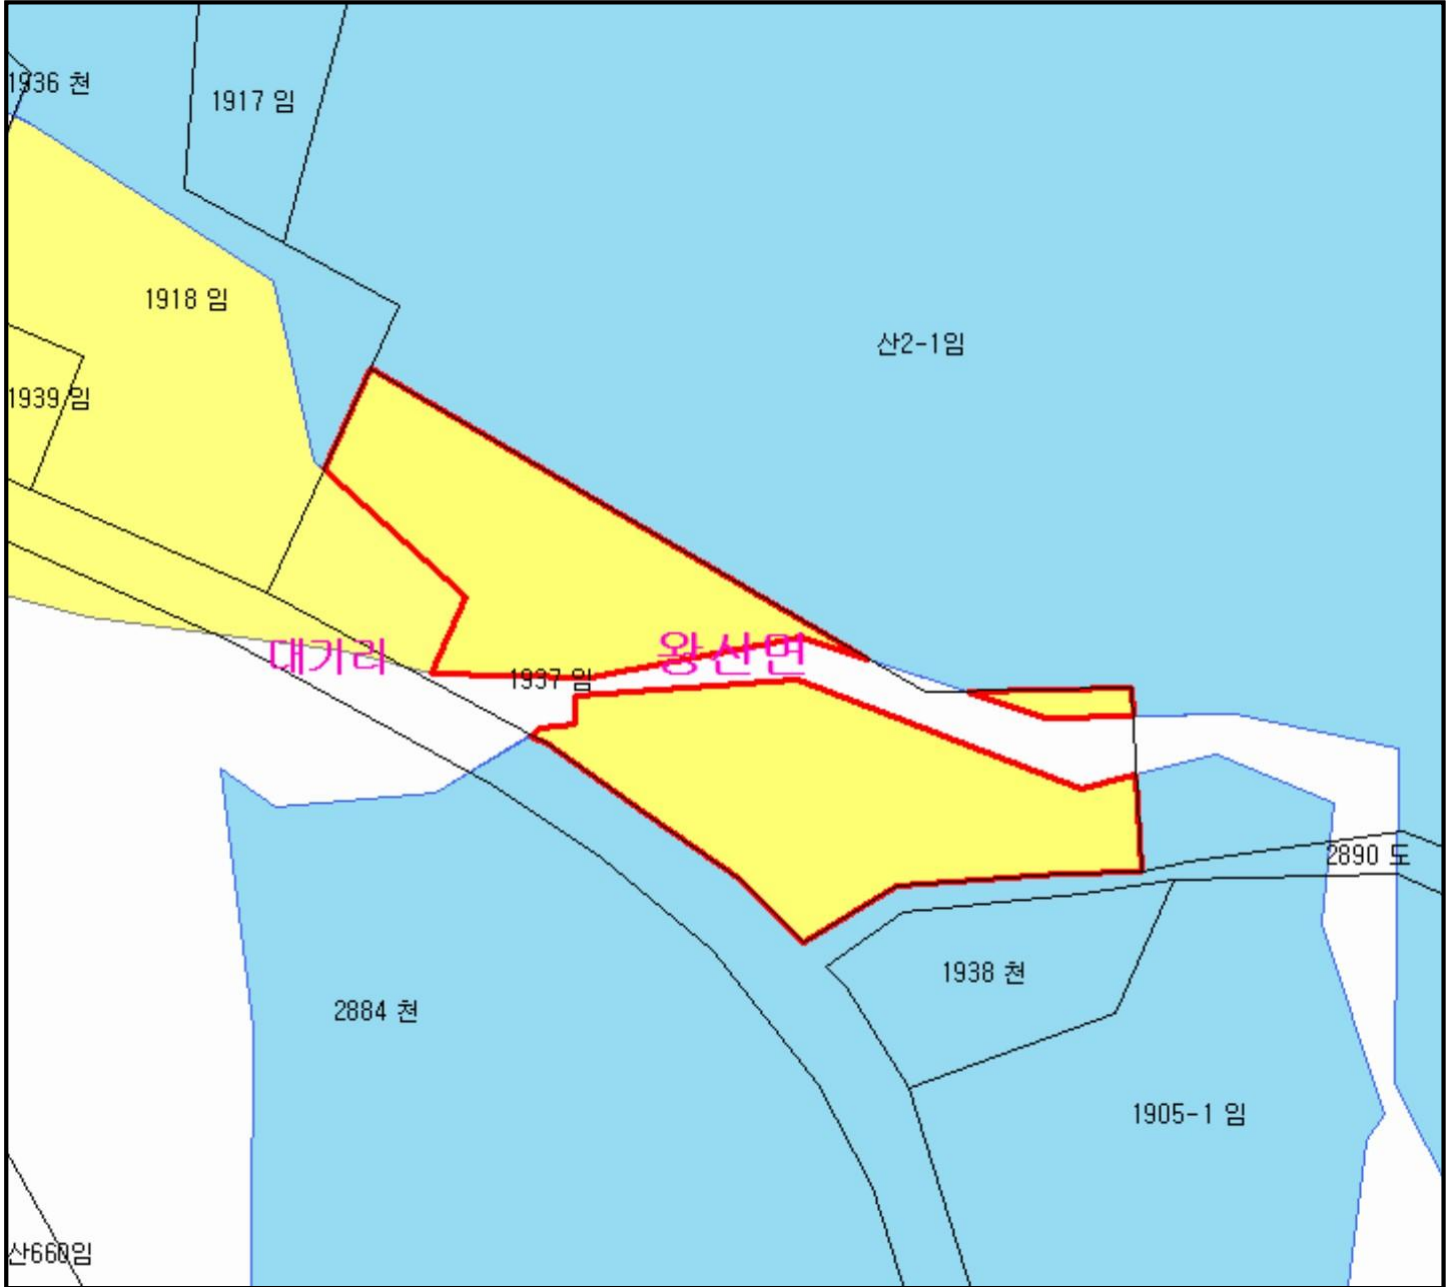 1936 천
1917 임
1918 임
산2-1임
1939 임
대기리
왕산면
1937 임
2890 도
1938 천
2884 천
1905-1 임
산660임